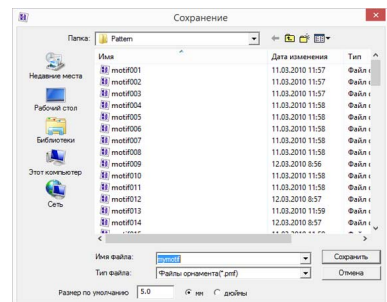 Сохранение
Папка: Pattern
Имя Дата изменения Тип
Недавние места
Рабочий стол
Библиотеки
Этот компьютер
Сеть
motif001 11.03.2010 11:57 Файл
motif002 11.03.2010 11:57 Файл
motif003 11.03.2010 11:57 Файл
motif004 11.03.2010 11:58 Файл
motif005 11.03.2010 11:58 Файл
motif006 11.03.2010 11:58 Файл
motif007 11.03.2010 11:58 Файл
motif008 11.03.2010 11:58 Файл
motif009 12.03.2010 8:56 Файл
motif010 11.03.2010 11:58 Файл
motif011 11.03.2010 11:58 Файл
motif012 12.03.2010 8:57 Файл
motif013 11.03.2010 11:59 Файл
motif014 12.03.2010 8:57 Файл
Имя файла: mymotif Сохранить
Тип файла: Файлы орнамента(*.pmf) Отмена
Размер по умолчанию 5.0 мм дюймы